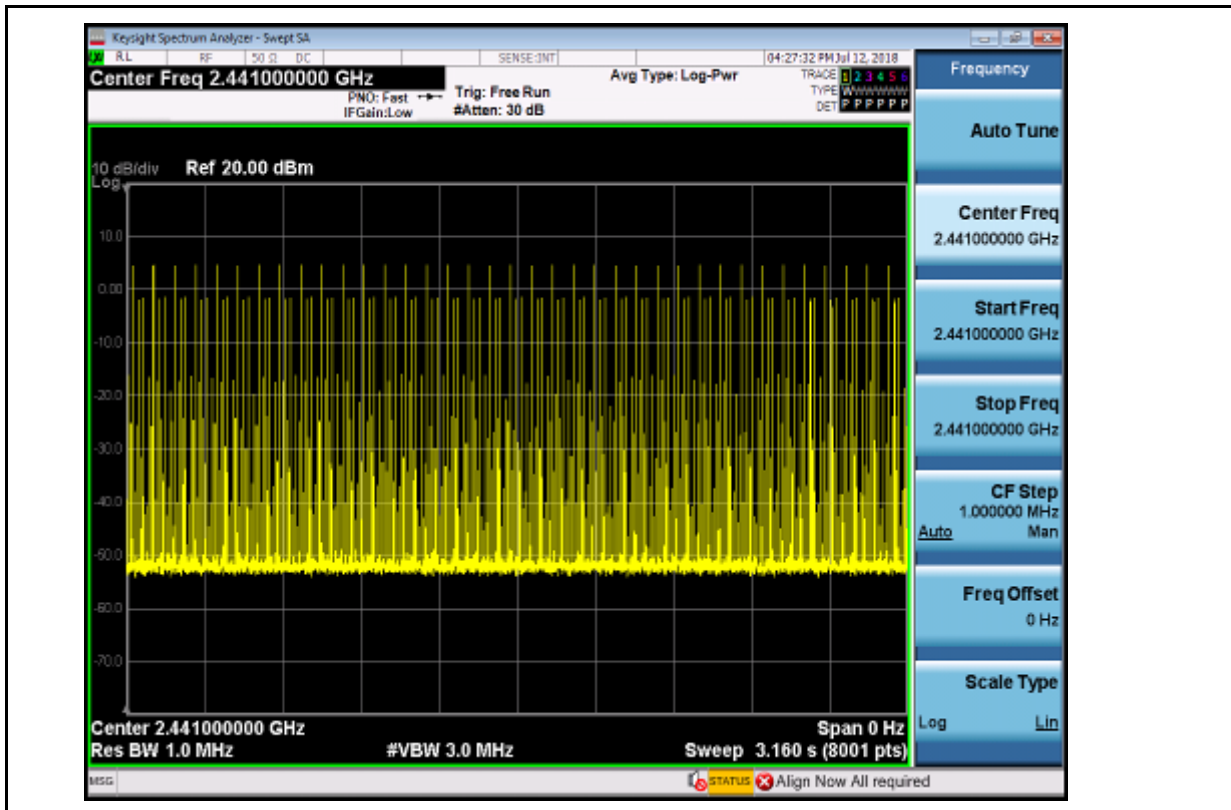 Keysight Spectrum Analyzer - Swept SA
RL RF 50 Ω DC SENSE:INT 04:27:32 PM Jul 12, 2018
Center Freq 2.441000000 GHz
PNO: Fast
IFGain:Low
Trig: Free Run
#Atten: 30 dB
Avg Type: Log-Pwr
TRACE 1 2 3 4 5 6
TYPE WWWWWW
DET P P P P P P
10 dB/div Ref 20.00 dBm
Log
10.0
0.00
-10.0
-20.0
-30.0
-40.0
-50.0
-60.0
-70.0
Center 2.441000000 GHz Span 0 Hz
Res BW 1.0 MHz #VBW 3.0 MHz Sweep 3.160 s (8001 pts)
MSG STATUS Align Now All required
Frequency
Auto Tune
Center Freq
2.441000000 GHz
Start Freq
2.441000000 GHz
Stop Freq
2.441000000 GHz
CF Step
1.000000 MHz
Auto Man
Freq Offset
0 Hz
Scale Type
Log Lin